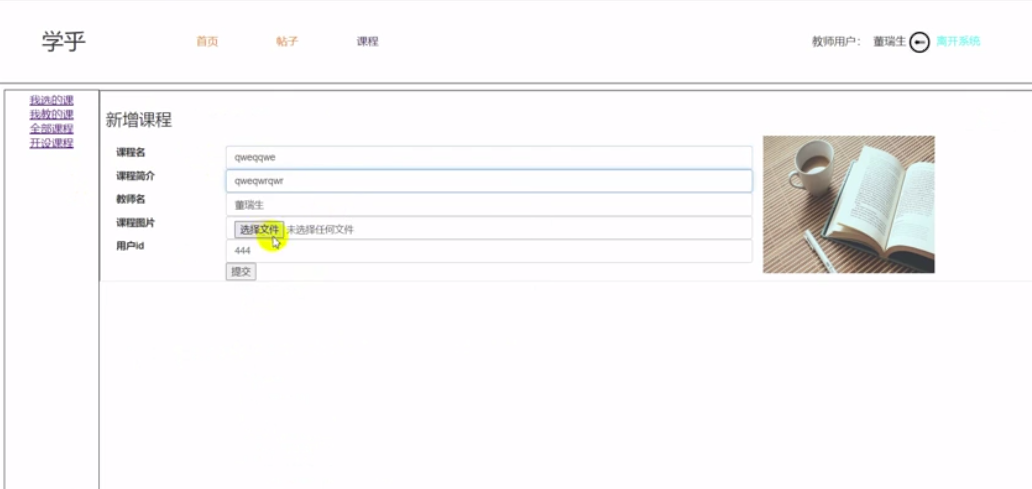 学乎 首页 帖子 课程 教师用户: 董瑞生 离开系统
我选的课
我教的课
全部课程
开设课程
新增课程
课程名 qweqqwe
课程简介 qweqwrqwr
教师名 董瑞生
课程图片 选择文件 未选择任何文件
用户id 444
提交